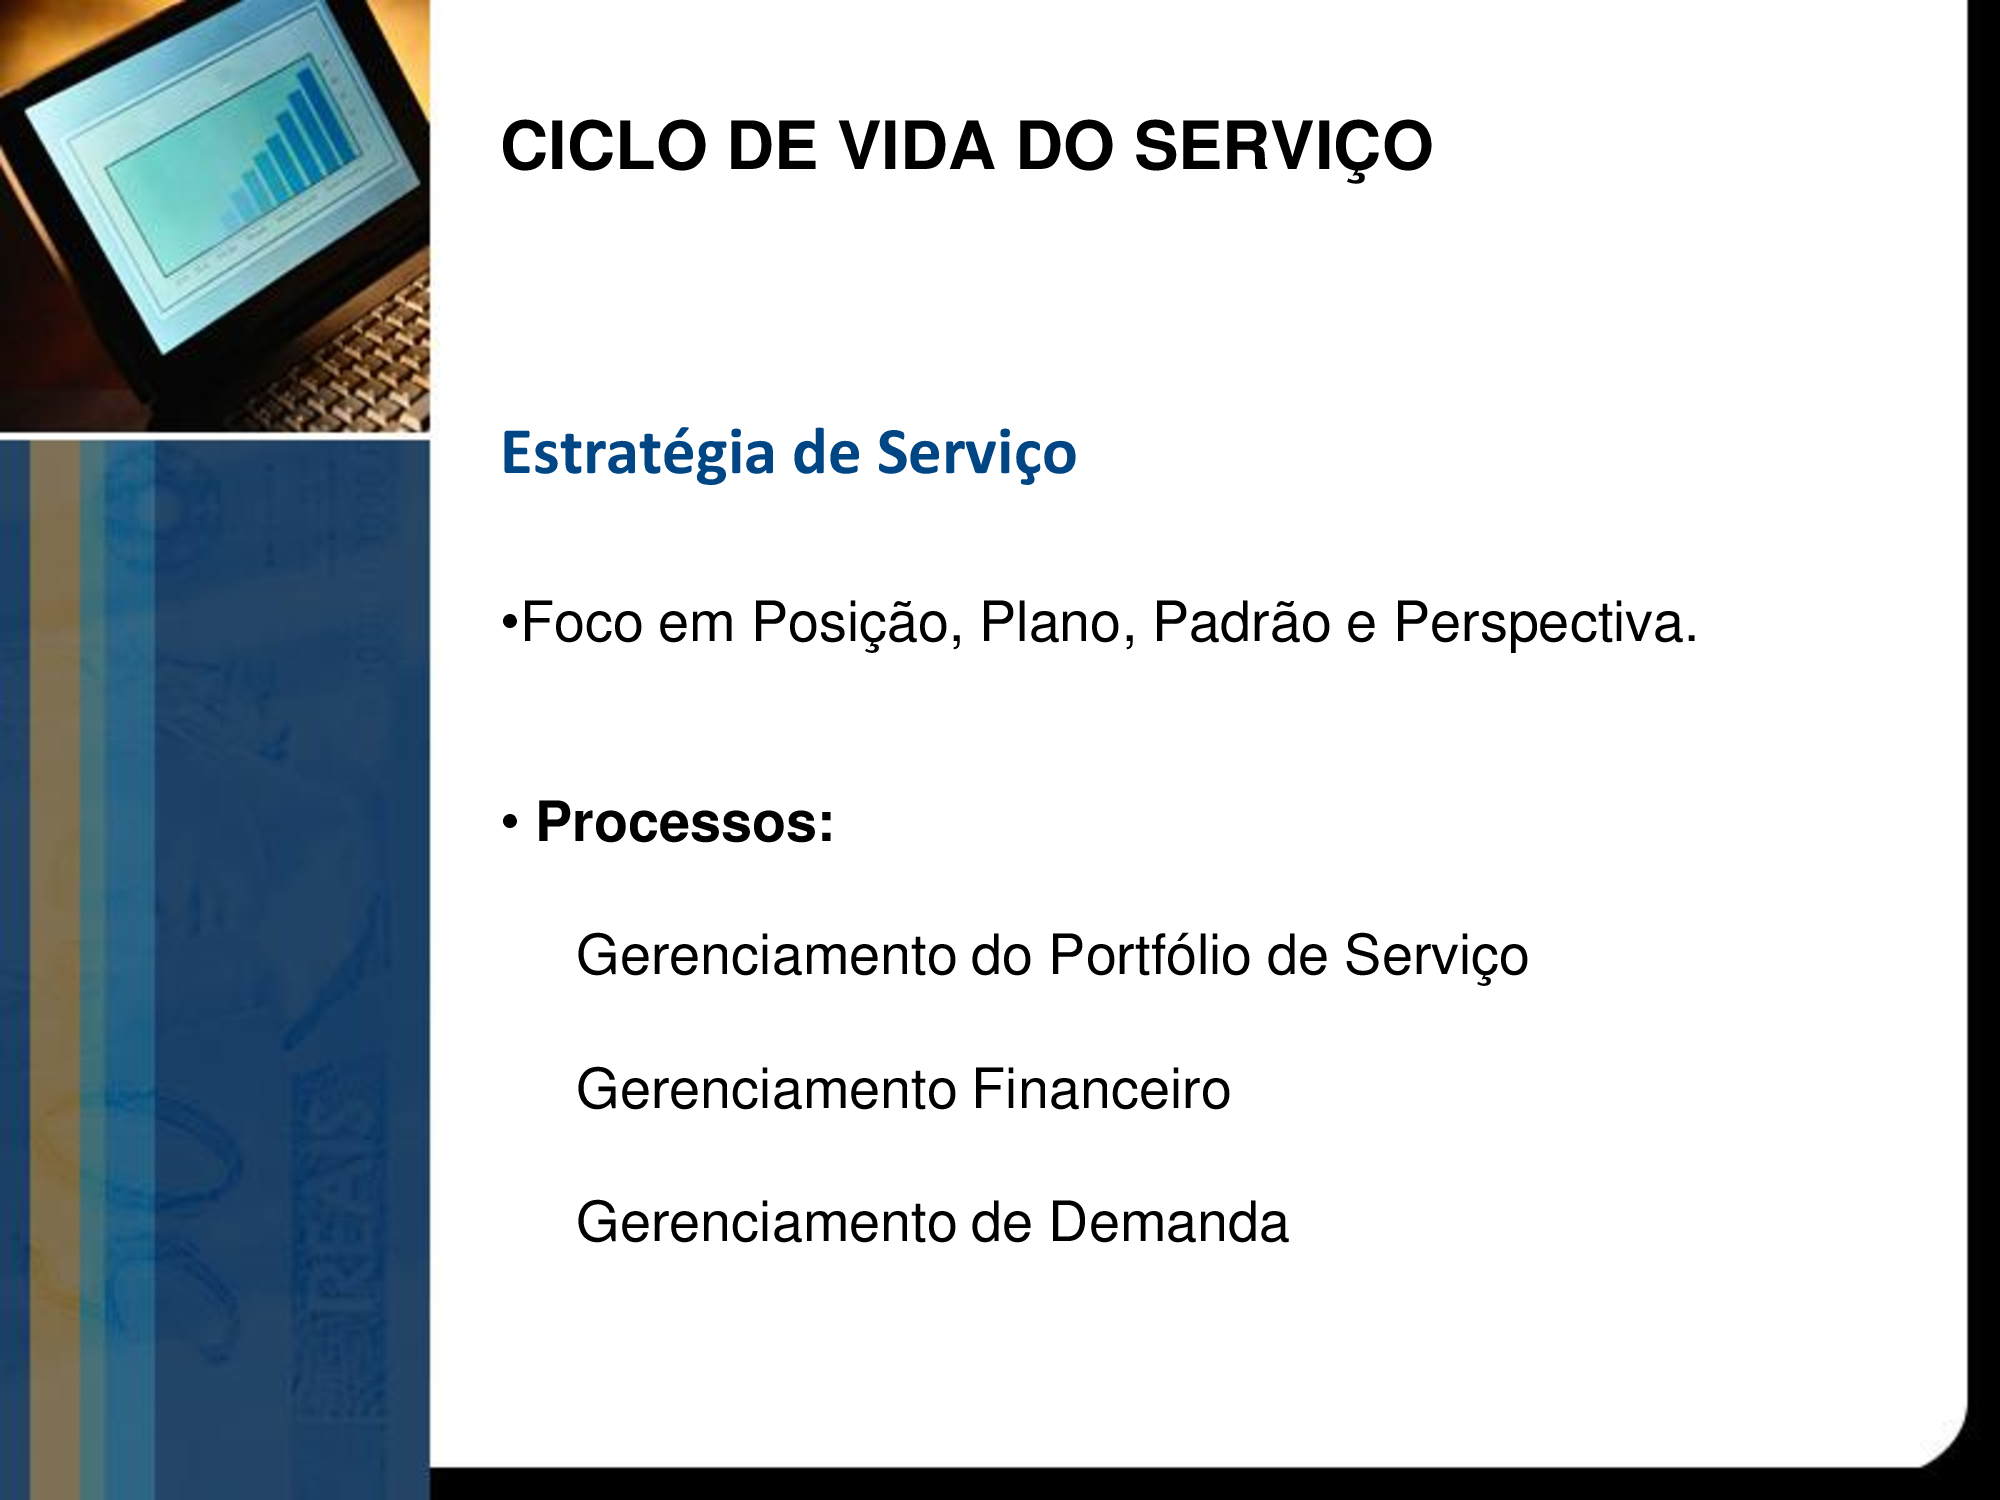 CICLO DE VIDA DO SERVIÇO
Estratégia de Serviço
•Foco em Posição, Plano, Padrão e Perspectiva.
• Processos:
Gerenciamento do Portfólio de Serviço
Gerenciamento Financeiro
Gerenciamento de Demanda
REAIS